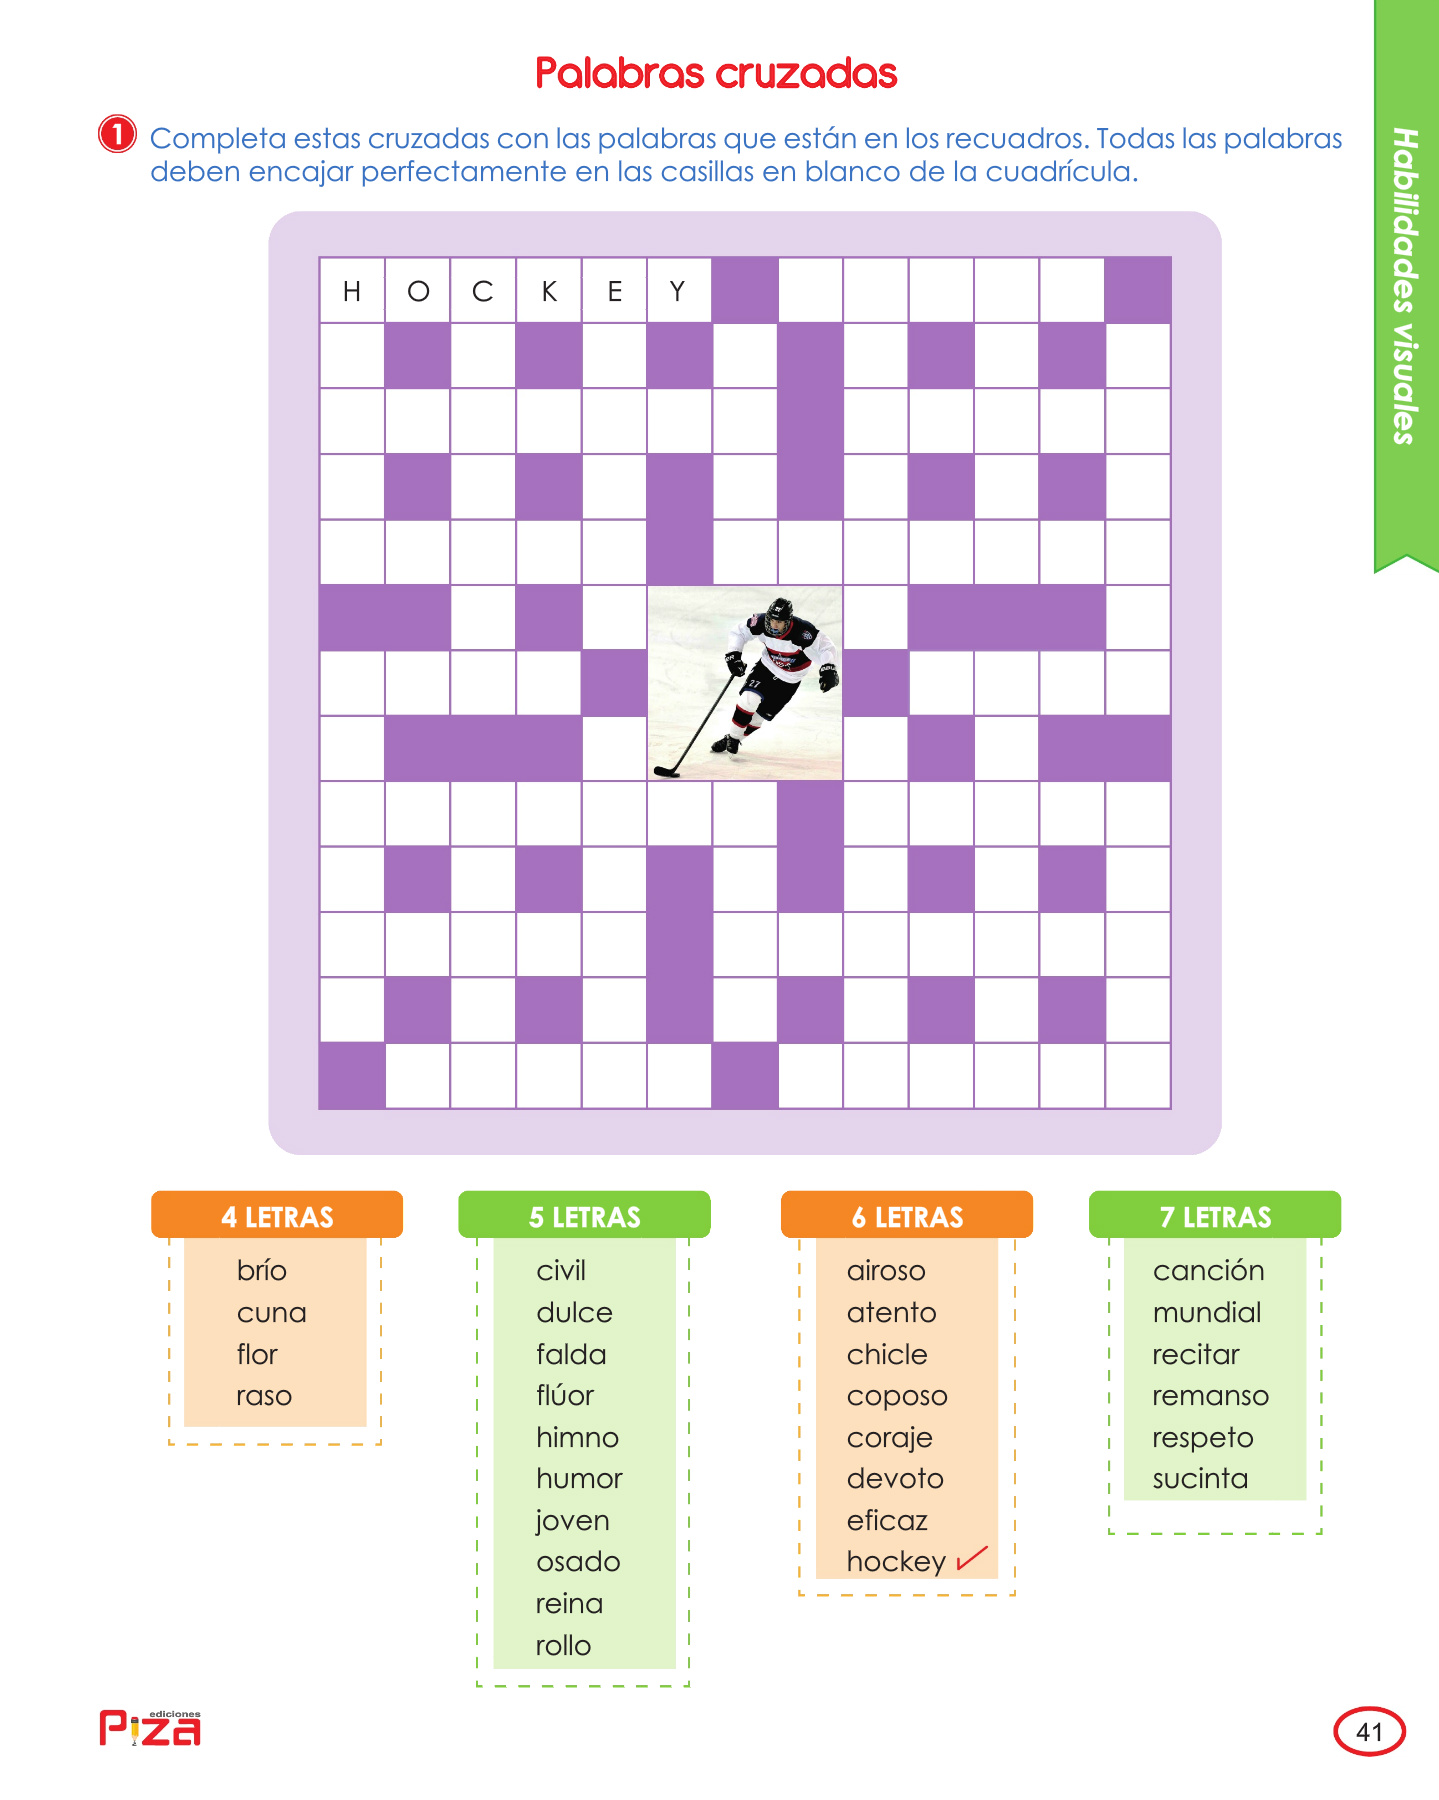 Palabras cruzadas
1 Completa estas cruzadas con las palabras que están en los recuadros. Todas las palabras
deben encajar perfectamente en las casillas en blanco de la cuadrícula.
Habilidades visuales
H O C K E Y
4 LETRAS
brío
cuna
flor
raso
5 LETRAS
civil
dulce
falda
flúor
himno
humor
joven
osado
reina
rollo
6 LETRAS
airoso
atento
chicle
coposo
coraje
devoto
eficaz
hockey
7 LETRAS
canción
mundial
recitar
remanso
respeto
sucinta
ediciones
Piza
41